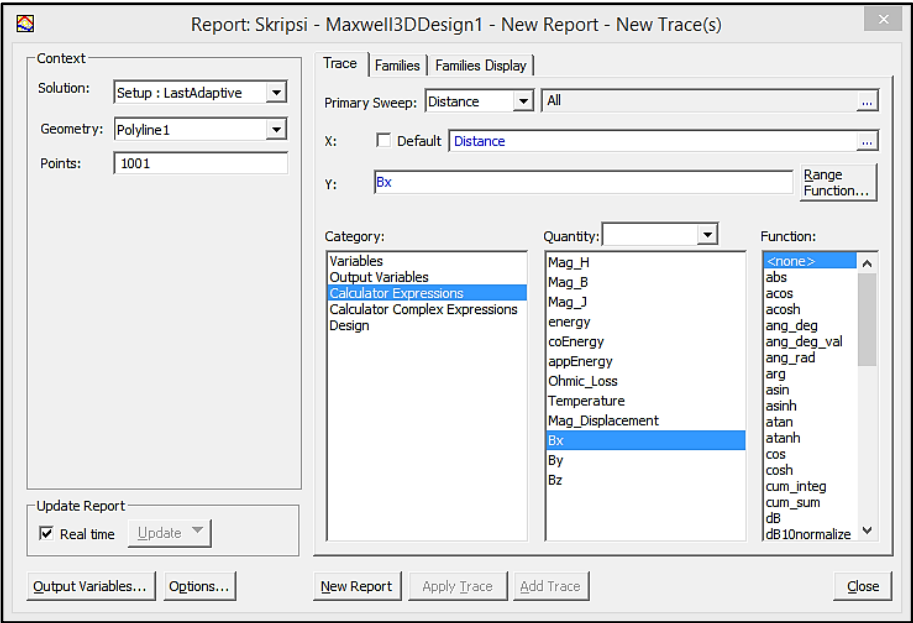 Report: Skripsi - Maxwell3DDesign1 - New Report - New Trace(s)
Context
Solution: Setup : LastAdaptive
Geometry: Polyline1
Points: 1001
Update Report
Real time Update
Output Variables... Options...
Trace Families Families Display
Primary Sweep: Distance All ...
X: Default Distance ...
Y: Bx Range Function...
Category:
Variables
Output Variables
Calculator Expressions
Calculator Complex Expressions
Design
Quantity:
Mag_H
Mag_B
Mag_J
energy
coEnergy
appEnergy
Ohmic_Loss
Temperature
Mag_Displacement
Bx
By
Bz
Function:
<none>
abs
acos
acosh
ang_deg
ang_deg_val
ang_rad
arg
asin
asinh
atan
atanh
cos
cosh
cum_integ
cum_sum
dB
dB10normalize
New Report Apply Trace Add Trace Close